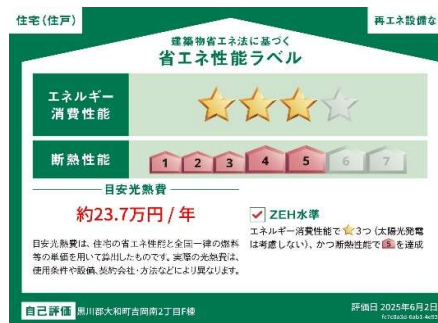 住宅(住戸)
再エネ設備な
建築物省エネ法に基づく
省エネ性能ラベル
エネルギー
消費性能
断熱性能
1 2 3 4 5 6 7
目安光熱費
約23.7万円 / 年
目安光熱費は、住宅の省エネ性能と全国一律の燃料
等の単価を用いて算出したものです。実際の光熱費は、
使用条件や設備、契約会社・方法などにより異なります。
ZEH水準
エネルギー消費性能で★3つ(太陽光発電
は考慮しない)、かつ断熱性能で5を達成
自己評価 黒川郡大和町吉岡南2丁目F棟
評価日 2025年6月2日